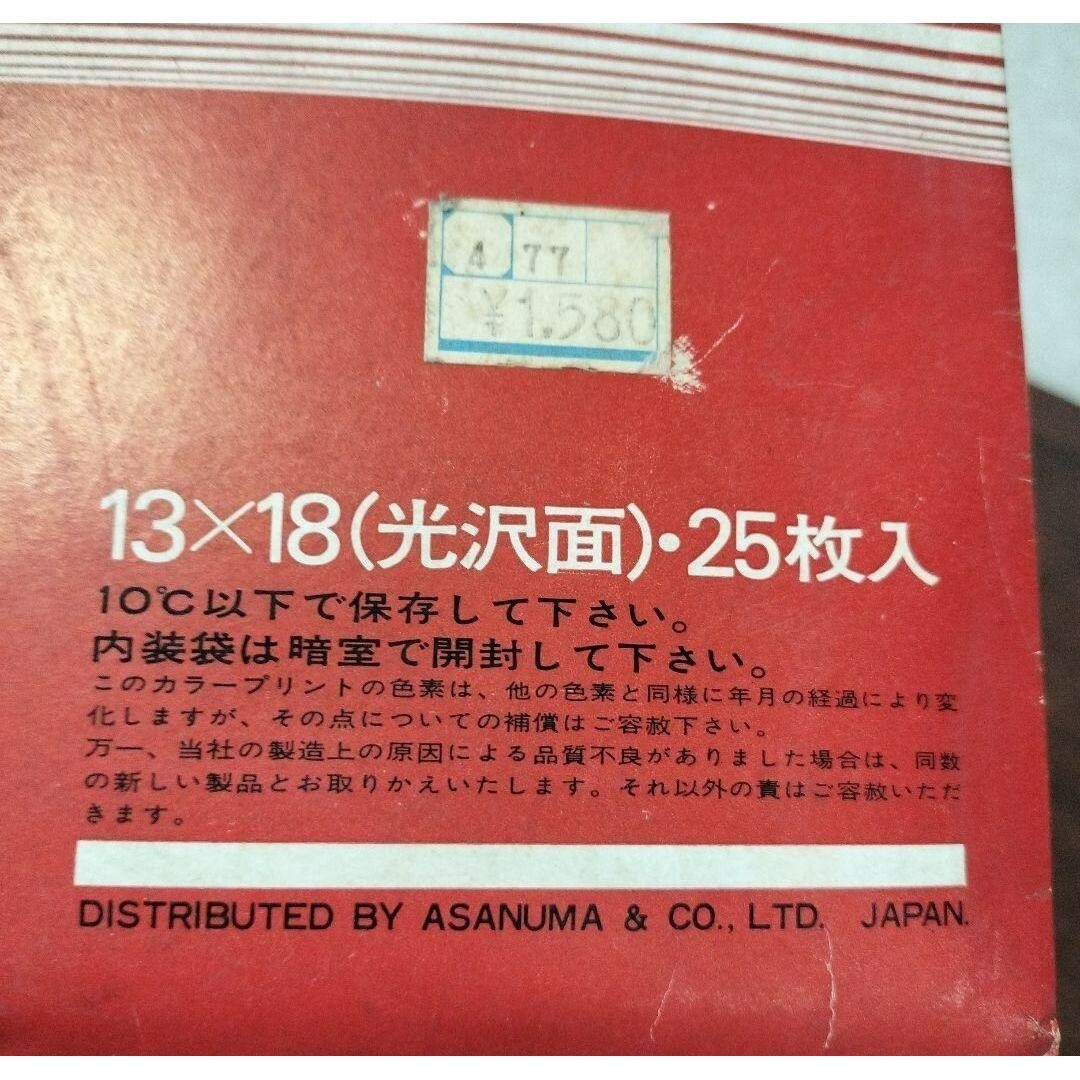 4 77
¥1,580
13×18(光沢面)・25枚入
10℃以下で保存して下さい。
内装袋は暗室で開封して下さい。
このカラープリントの色素は、他の色素と同様に年月の経過により変
化しますが、その点についての補償はご容赦下さい。
万一、当社の製造上の原因による品質不良がありました場合は、同数
の新しい製品とお取りかえいたします。それ以外の責はご容赦いただ
きます。
DISTRIBUTED BY ASANUMA & CO., LTD. JAPAN.